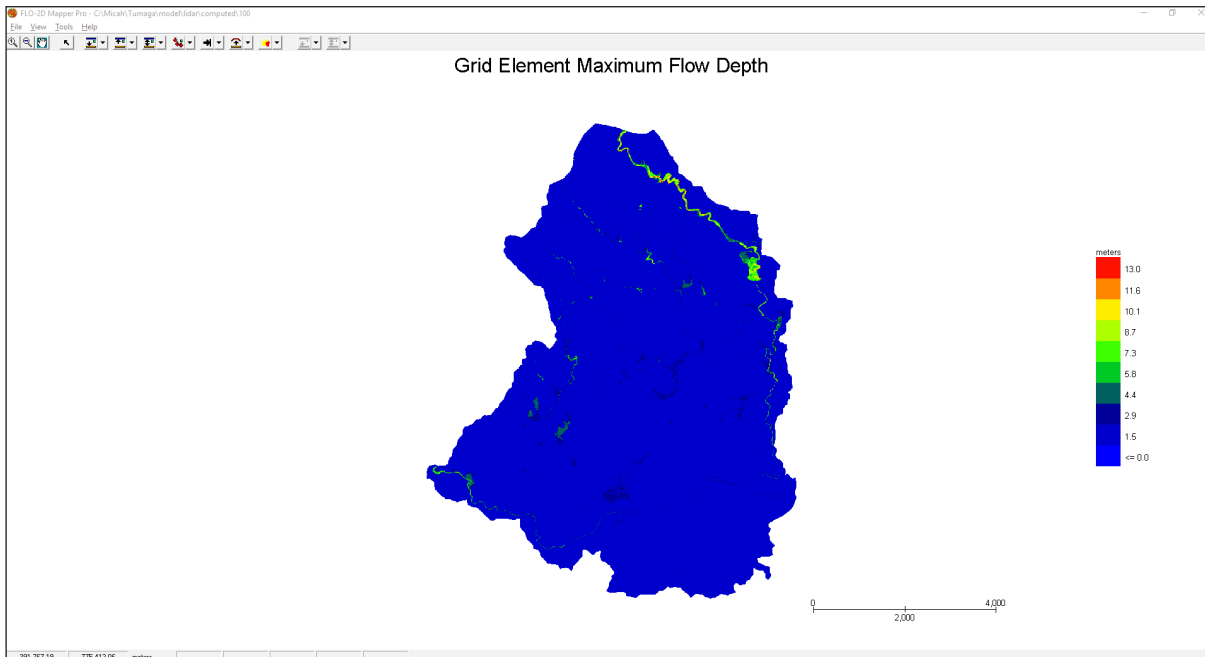 FLO-2D Mapper Pro - C:\Micah\Tumaga\model\lidar\computed\100
File View Tools Help
Grid Element Maximum Flow Depth
meters
13.0
11.6
10.1
8.7
7.3
5.8
4.4
2.9
1.5
<= 0.0
0 4,000
2,000
meters